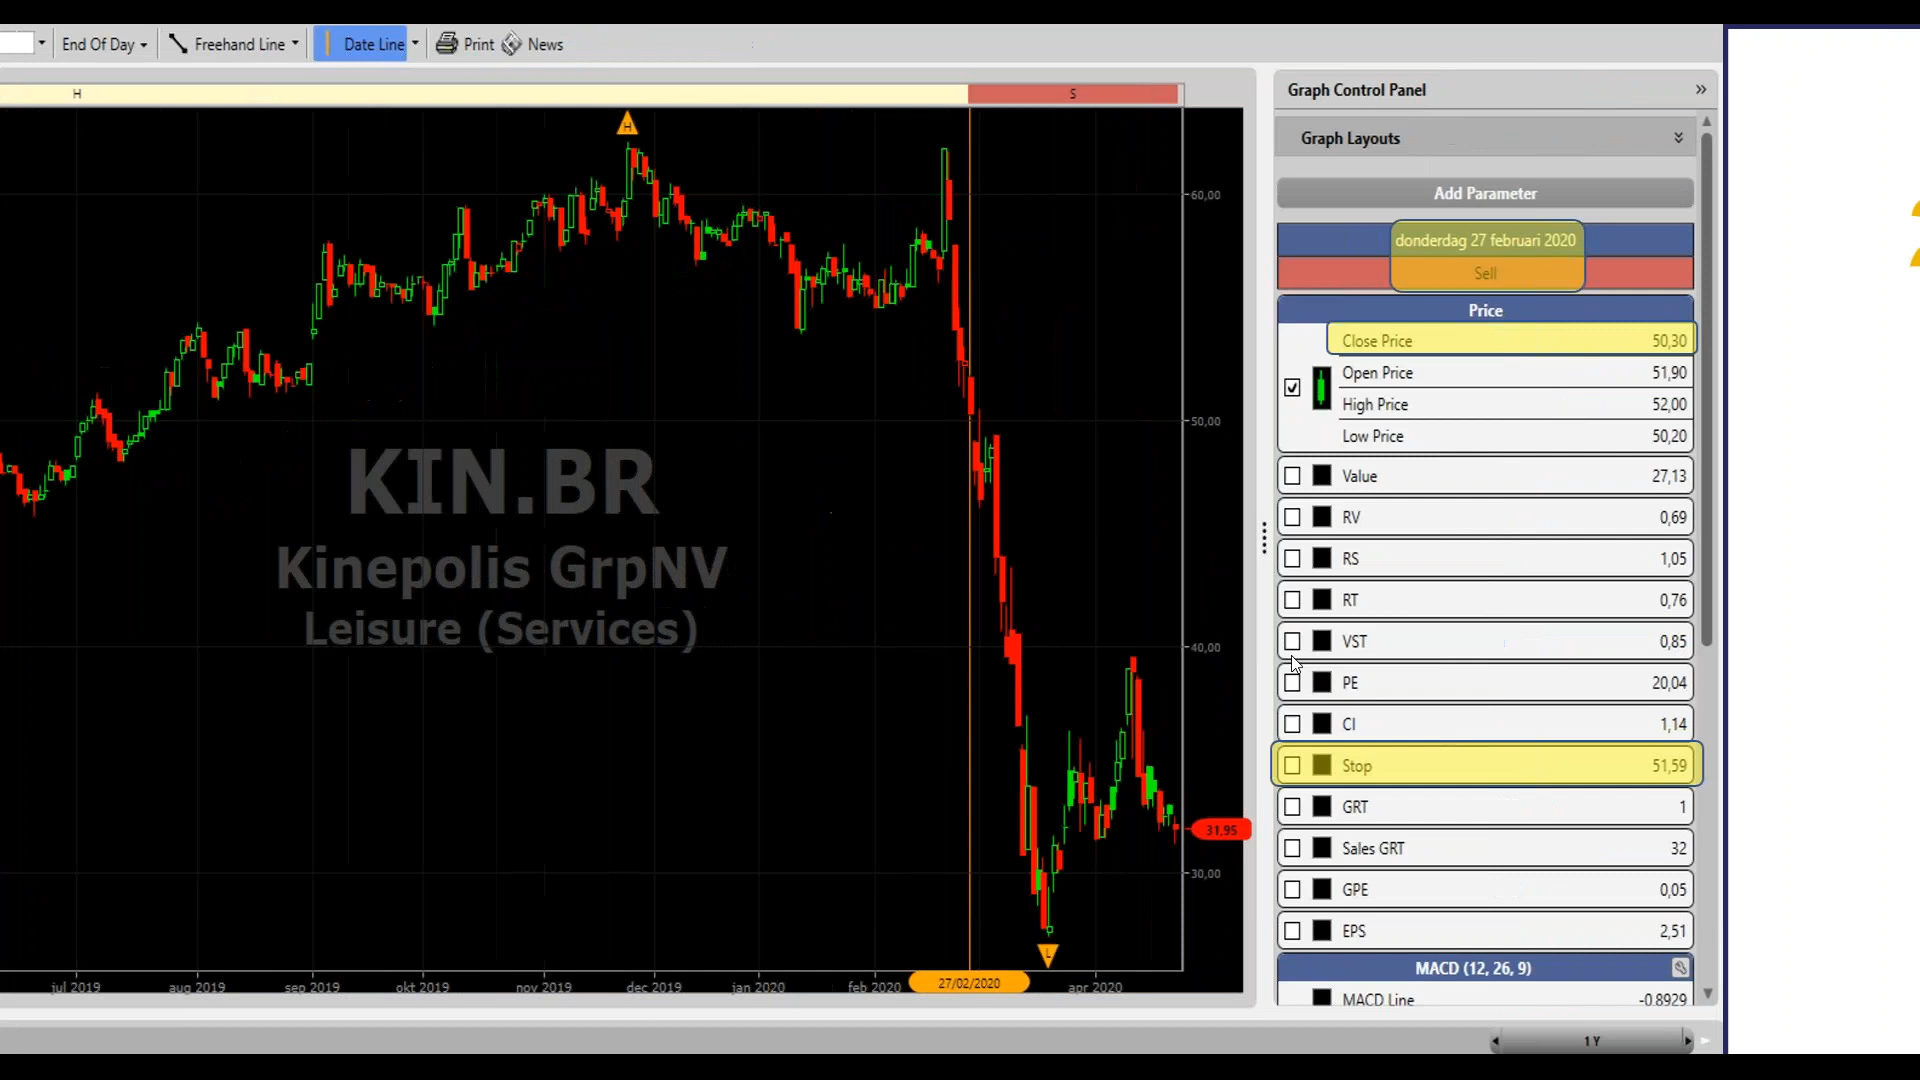 End Of Day Freehand Line Date Line Print News
H S
H
60,00
50,00
40,00
30,00
31,95
KIN.BR
Kinepolis GrpNV
Leisure (Services)
L
jul 2019 aug 2019 sep 2019 okt 2019 nov 2019 dec 2019 jan 2020 feb 2020 27/02/2020 apr 2020
Graph Control Panel
Graph Layouts
Add Parameter
donderdag 27 februari 2020
Sell
Price
Close Price 50,30
Open Price 51,90
High Price 52,00
Low Price 50,20
Value 27,13
RV 0,69
RS 1,05
RT 0,76
VST 0,85
PE 20,04
CI 1,14
Stop 51,59
GRT 1
Sales GRT 32
GPE 0,05
EPS 2,51
MACD (12, 26, 9)
MACD Line -0.8929
1 Y